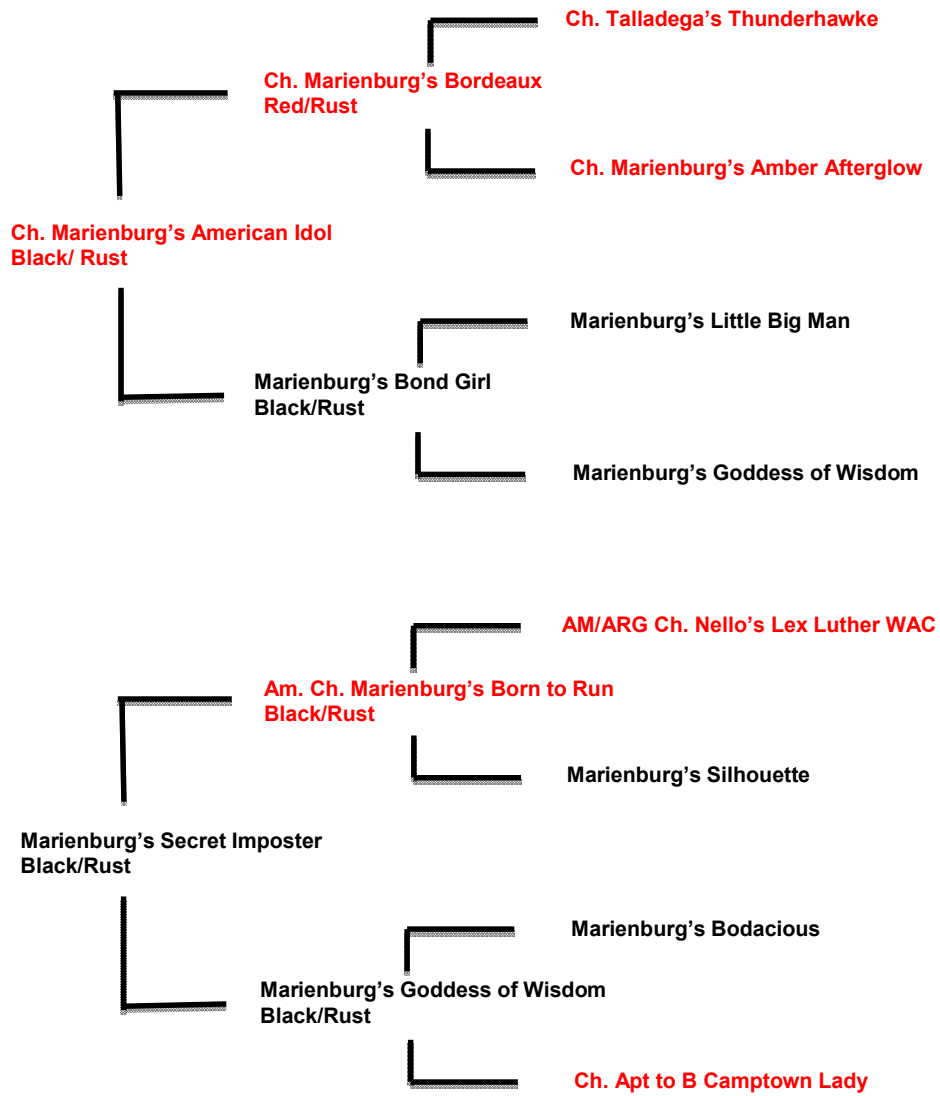 Ch. Talladega’s Thunderhawke
Ch. Marienburg’s Bordeaux
Red/Rust
Ch. Marienburg’s Amber Afterglow
Ch. Marienburg’s American Idol
Black/ Rust
Marienburg’s Little Big Man
Marienburg’s Bond Girl
Black/Rust
Marienburg’s Goddess of Wisdom
AM/ARG Ch. Nello’s Lex Luther WAC
Am. Ch. Marienburg’s Born to Run
Black/Rust
Marienburg’s Silhouette
Marienburg’s Secret Imposter
Black/Rust
Marienburg’s Bodacious
Marienburg’s Goddess of Wisdom
Black/Rust
Ch. Apt to B Camptown Lady